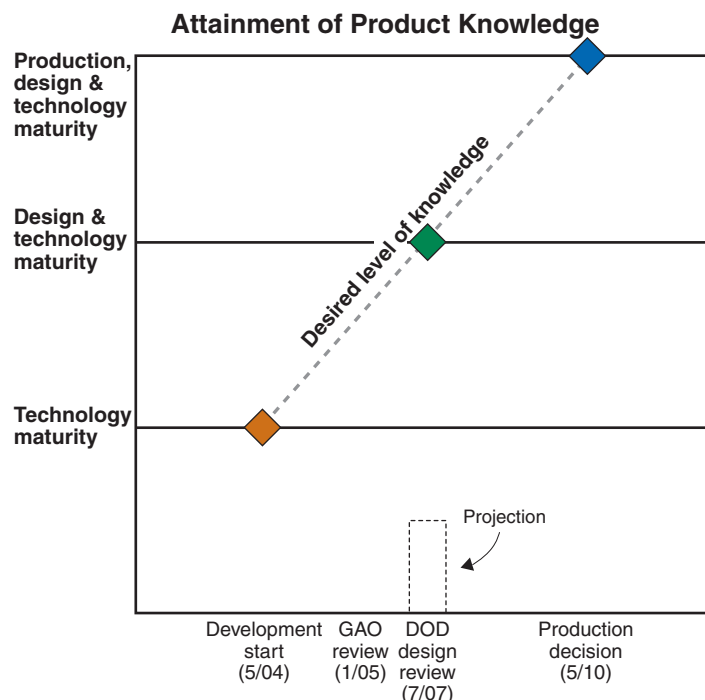 Attainment of Product Knowledge
Production,
design &
technology
maturity
Design &
technology
maturity
Desired level of knowledge
Technology
maturity
Projection
Development
start
(5/04)
GAO
review
(1/05)
DOD
design
review
(7/07)
Production
decision
(5/10)